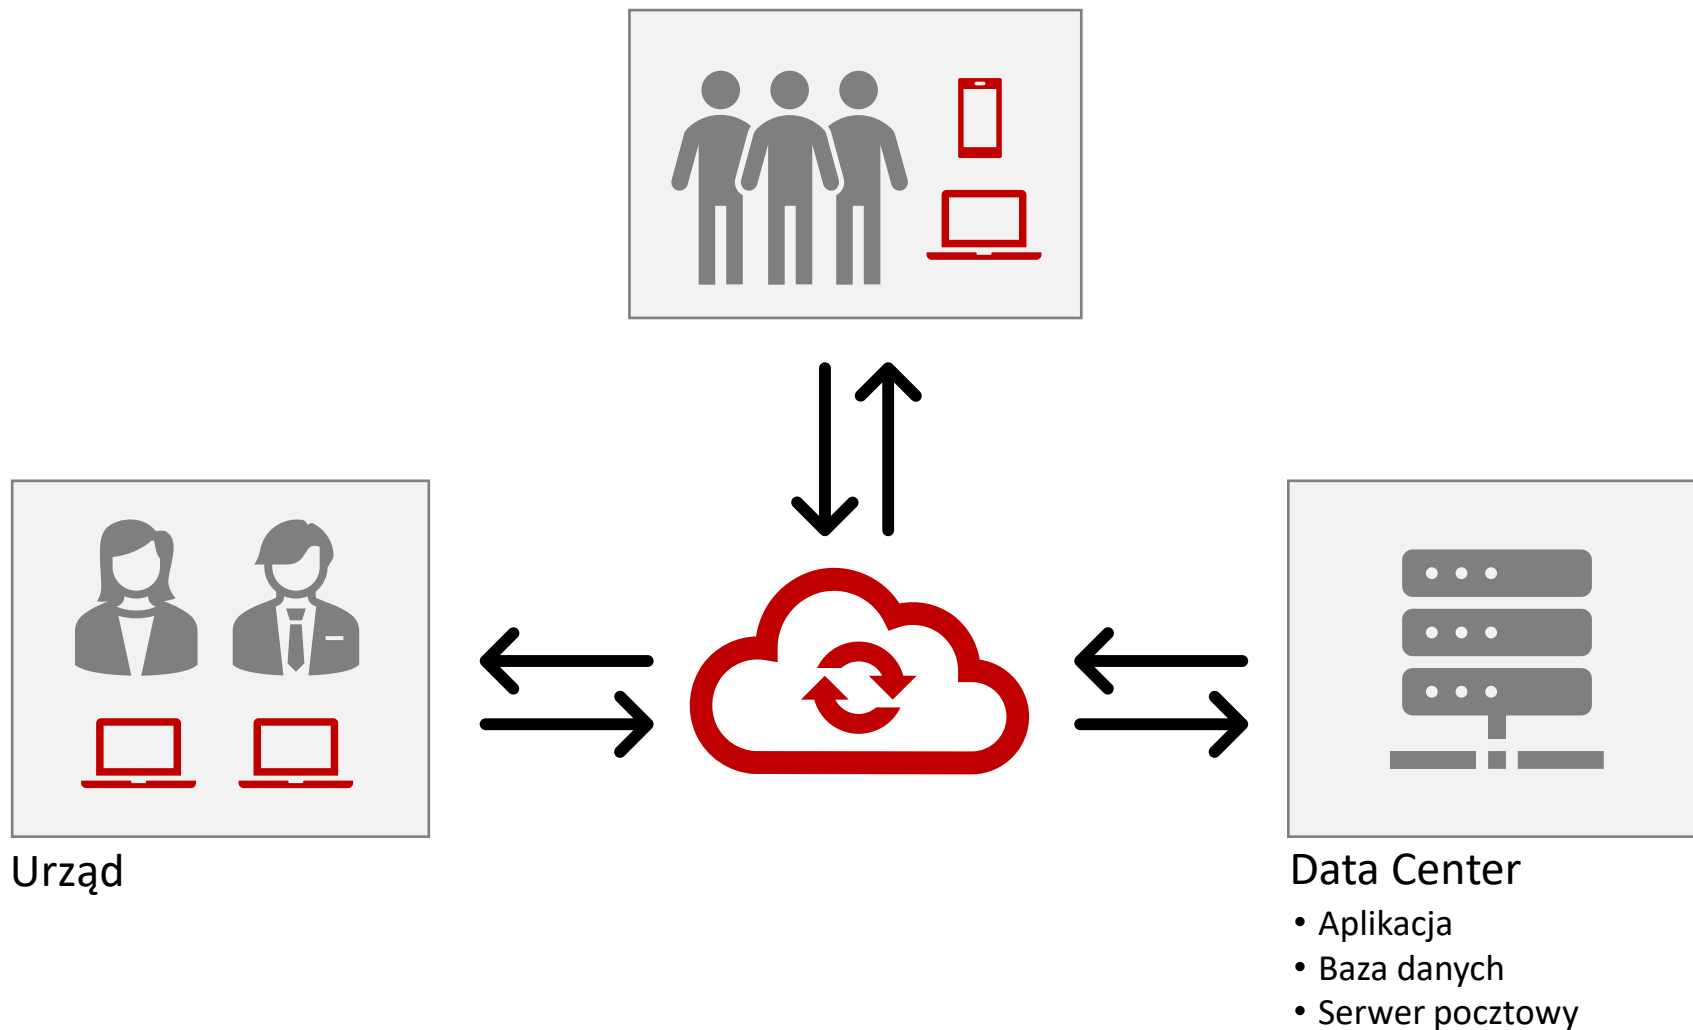 Urząd
Data Center
• Aplikacja
• Baza danych
• Serwer pocztowy